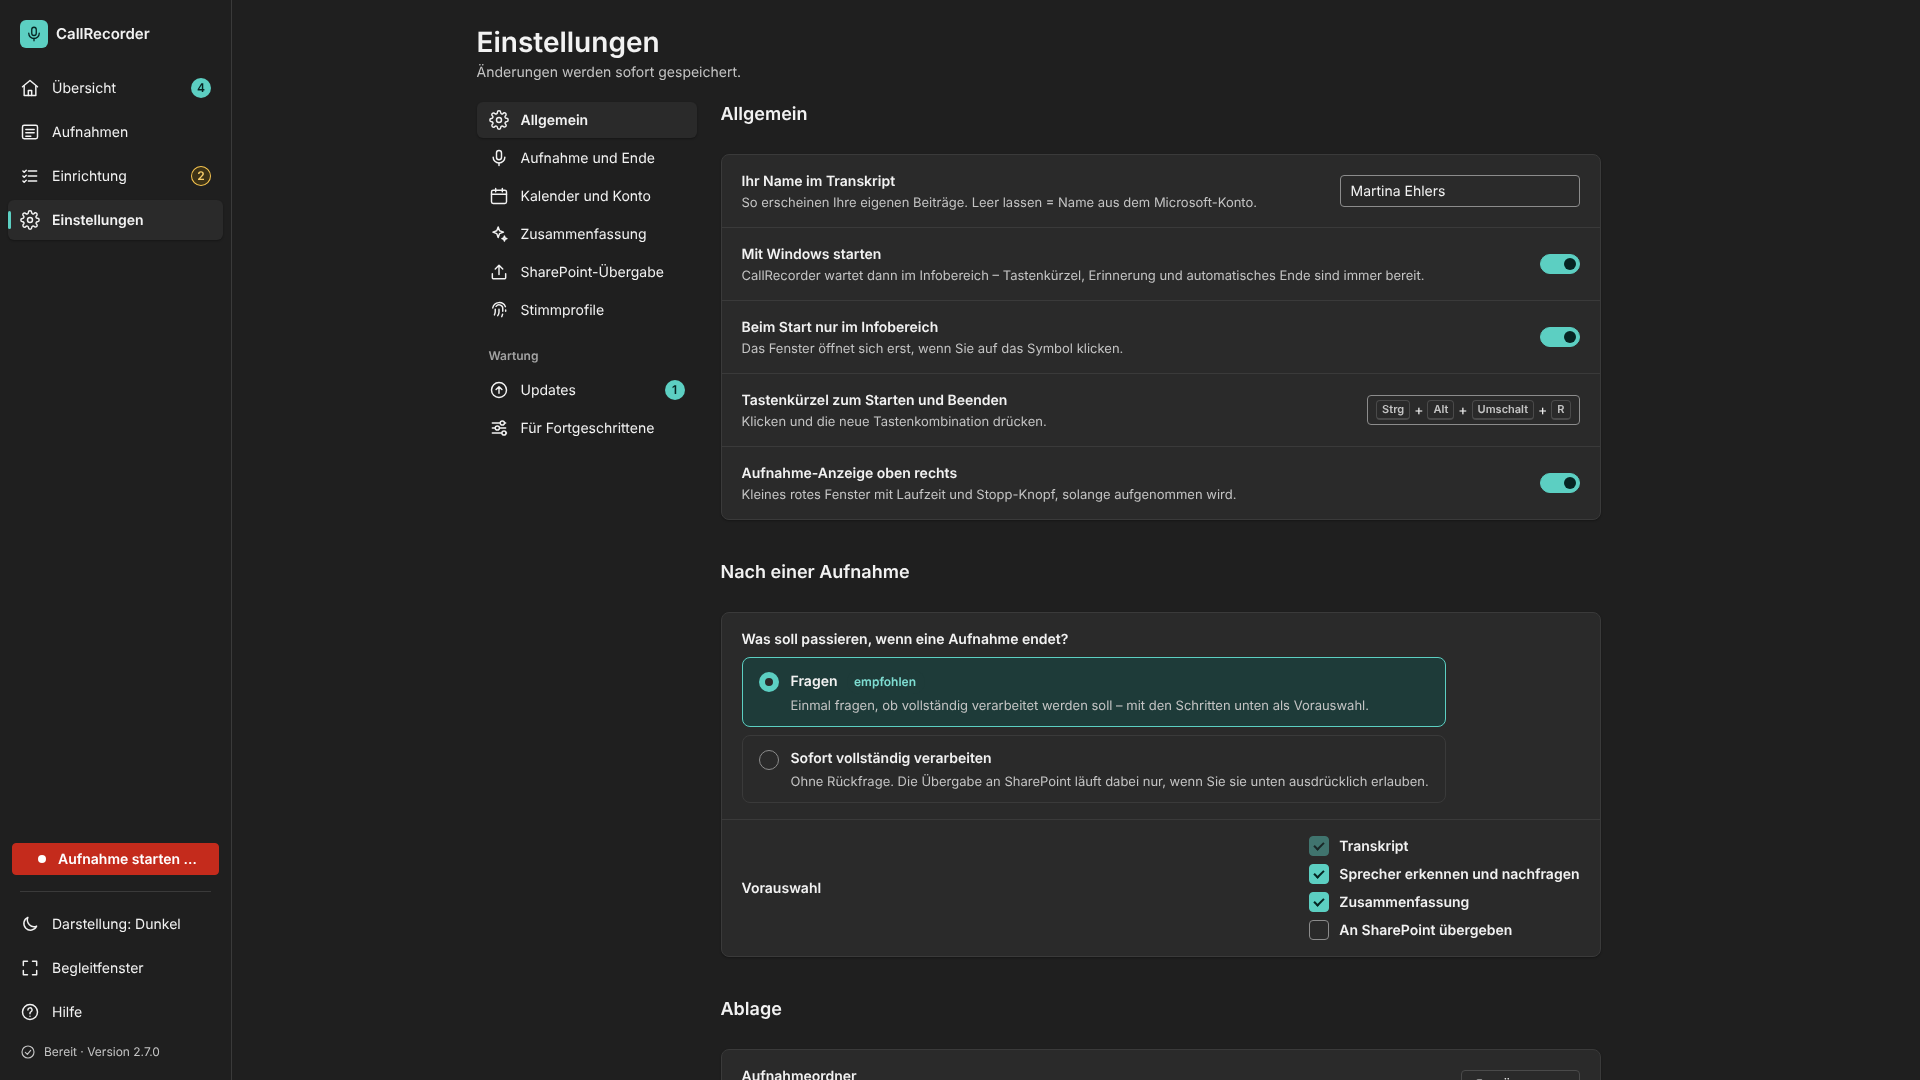 CallRecorder
Übersicht 4
Aufnahmen
Einrichtung 2
Einstellungen
Aufnahme starten ...
Darstellung: Dunkel
Begleitfenster
Hilfe
Bereit · Version 2.7.0
Einstellungen
Änderungen werden sofort gespeichert.
Allgemein
Aufnahme und Ende
Kalender und Konto
Zusammenfassung
SharePoint-Übergabe
Stimmprofile
Wartung
Updates 1
Für Fortgeschrittene
Allgemein
Ihr Name im Transkript
So erscheinen Ihre eigenen Beiträge. Leer lassen = Name aus dem Microsoft-Konto.
Martina Ehlers
Mit Windows starten
CallRecorder wartet dann im Infobereich – Tastenkürzel, Erinnerung und automatisches Ende sind immer bereit.
Beim Start nur im Infobereich
Das Fenster öffnet sich erst, wenn Sie auf das Symbol klicken.
Tastenkürzel zum Starten und Beenden
Klicken und die neue Tastenkombination drücken.
Strg + Alt + Umschalt + R
Aufnahme-Anzeige oben rechts
Kleines rotes Fenster mit Laufzeit und Stopp-Knopf, solange aufgenommen wird.
Nach einer Aufnahme
Was soll passieren, wenn eine Aufnahme endet?
Fragen empfohlen
Einmal fragen, ob vollständig verarbeitet werden soll – mit den Schritten unten als Vorauswahl.
Sofort vollständig verarbeiten
Ohne Rückfrage. Die Übergabe an SharePoint läuft dabei nur, wenn Sie sie unten ausdrücklich erlauben.
Vorauswahl
Transkript
Sprecher erkennen und nachfragen
Zusammenfassung
An SharePoint übergeben
Ablage
Aufnahmeordner